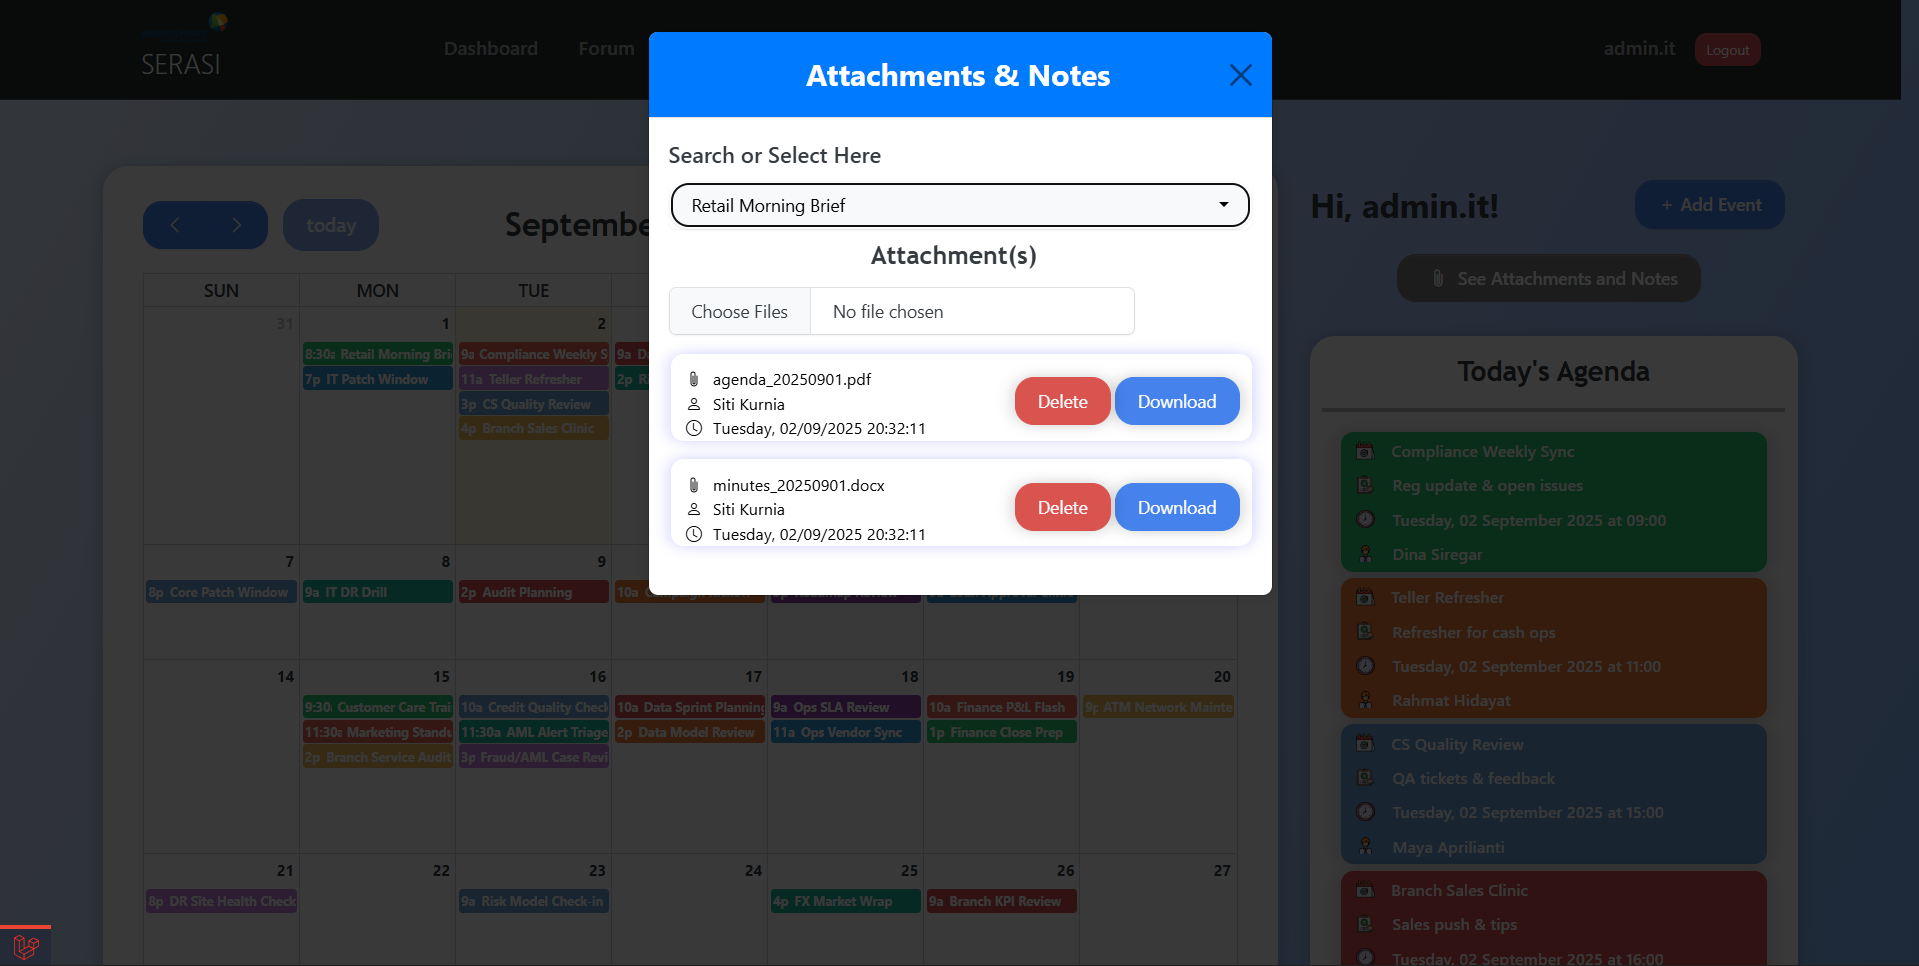 SERASI
Dashboard
Forum
admin.it
Logout
Attachments & Notes
Search or Select Here
Retail Morning Brief
Attachment(s)
Choose Files
No file chosen
agenda_20250901.pdf
Siti Kurnia
Tuesday, 02/09/2025 20:32:11
Delete
Download
minutes_20250901.docx
Siti Kurnia
Tuesday, 02/09/2025 20:32:11
Delete
Download
today
Septembe
SUN
MON
TUE
31
1
2
8:30a Retail Morning Bri
9a Compliance Weekly S
9a D
7p IT Patch Window
11a Teller Refresher
2p R
3p CS Quality Review
4p Branch Sales Clinic
7
8
9
8p Core Patch Window
9a IT DR Drill
2p Audit Planning
10a
14
15
16
17
18
19
20
9:30 Customer Care Trai
10a Credit Quality Check
10a Data Sprint Planning
9a Ops SLA Review
10a Finance P&L Flash
9p ATM Network Mainte
11:30a Marketing Standu
11:30a AML Alert Triage
2p Data Model Review
11a Ops Vendor Sync
1p Finance Close Prep
2p Branch Service Audit
3p Fraud/AML Case Revi
21
22
23
24
25
26
27
8p DR Site Health Check
9a Risk Model Check-in
4p FX Market Wrap
9a Branch KPI Review
Hi, admin.it!
+ Add Event
See Attachments and Notes
Today's Agenda
Compliance Weekly Sync
Reg update & open issues
Tuesday, 02 September 2025 at 09:00
Dina Siregar
Teller Refresher
Refresher for cash ops
Tuesday, 02 September 2025 at 11:00
Rahmat Hidayat
CS Quality Review
QA tickets & feedback
Tuesday, 02 September 2025 at 15:00
Maya Aprilianti
Branch Sales Clinic
Sales push & tips
Tuesday, 02 September 2025 at 16:00